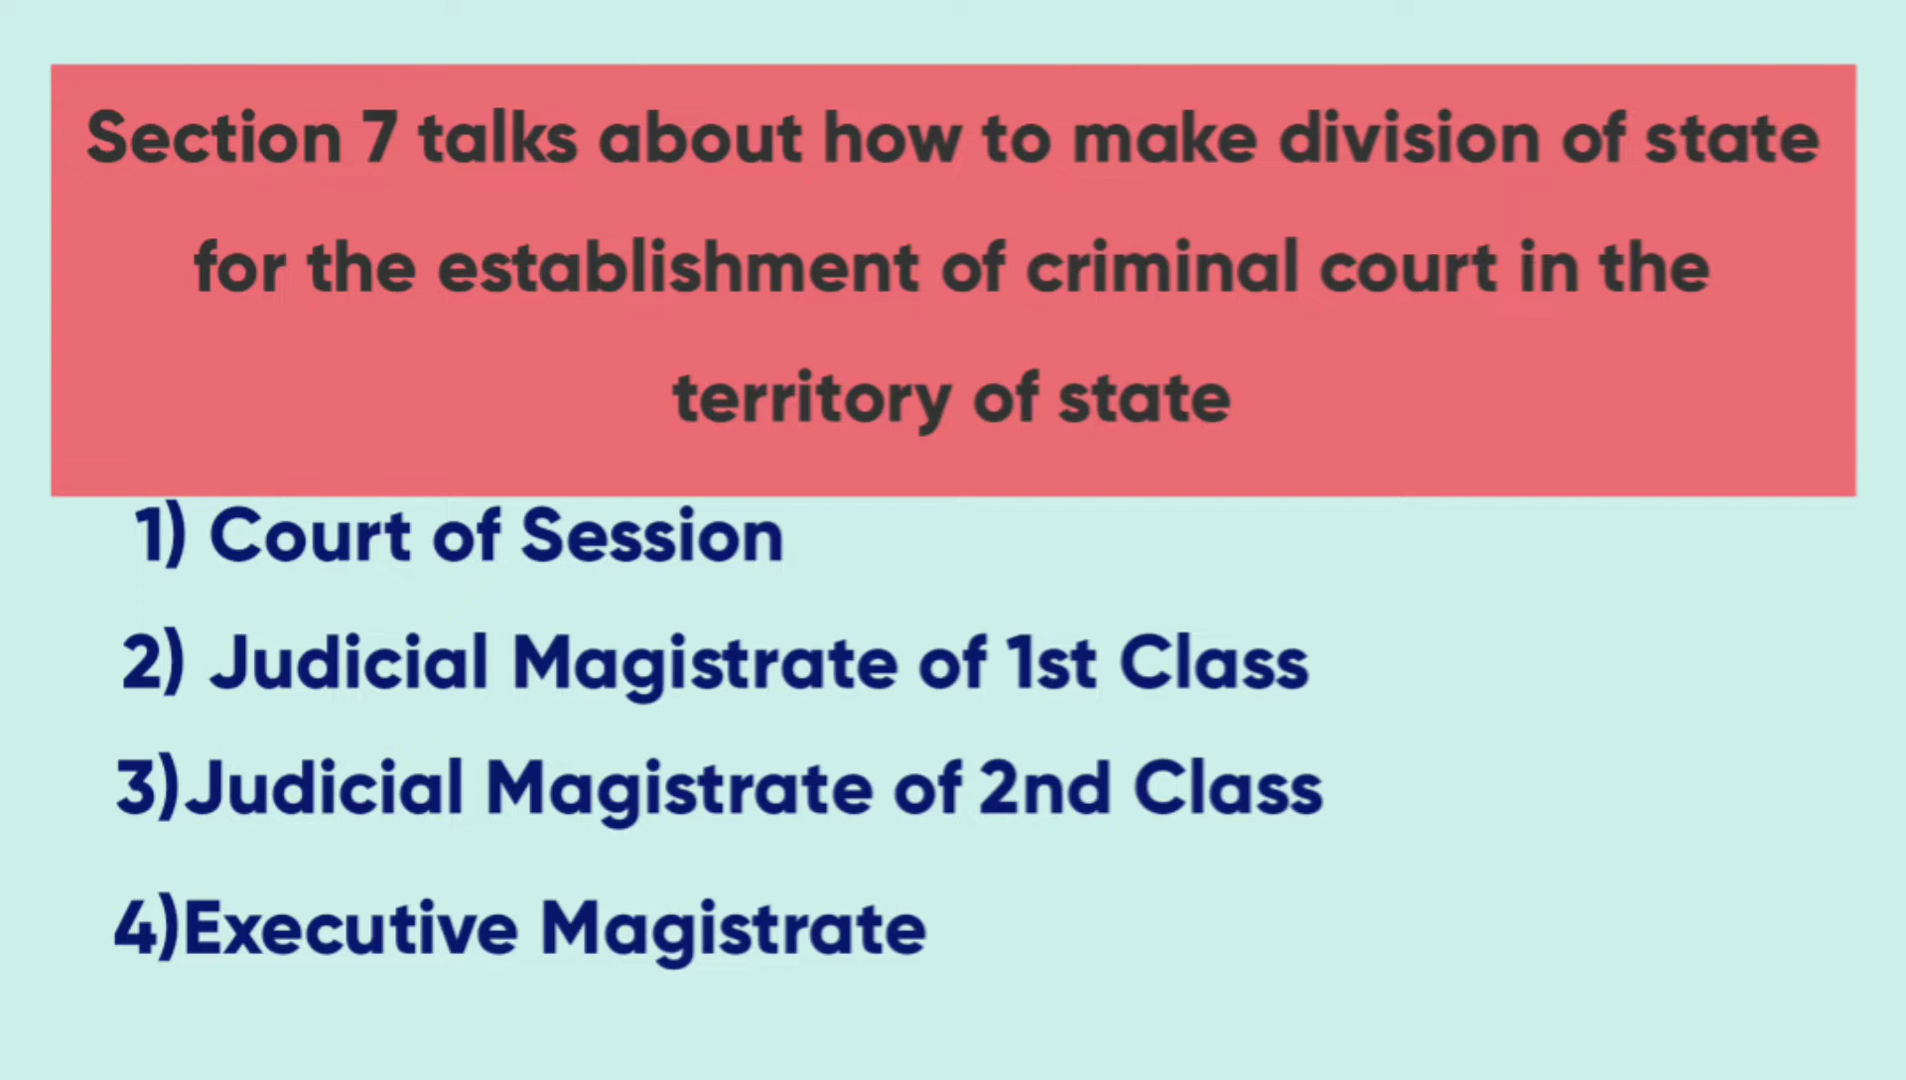 Section 7 talks about how to make division of state
for the establishment of criminal court in the
territory of state
1) Court of Session
2) Judicial Magistrate of 1st Class
3)Judicial Magistrate of 2nd Class
4)Executive Magistrate